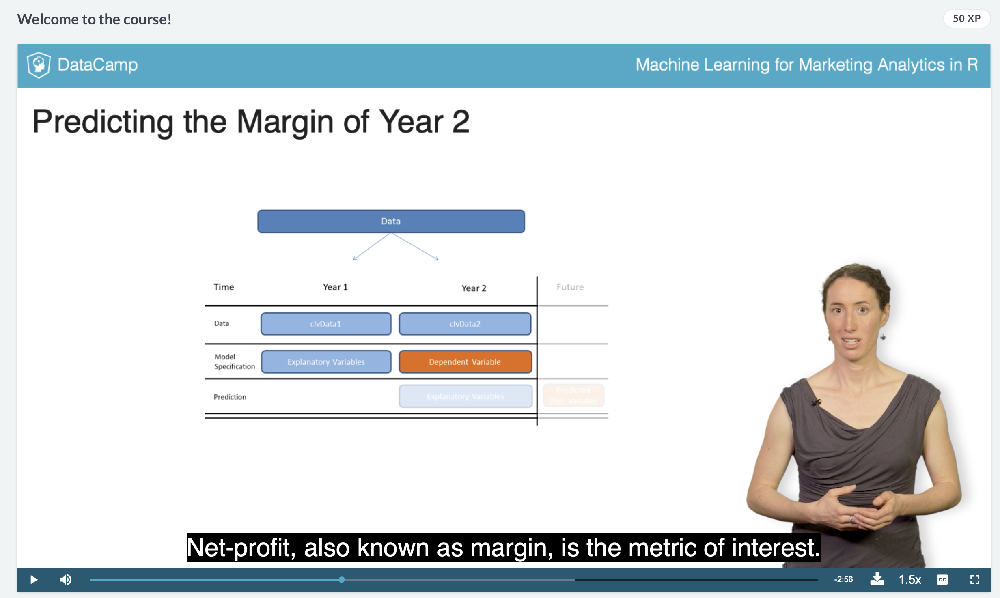 Welcome to the course!
50 XP
DataCamp
Machine Learning for Marketing Analytics in R
Predicting the Margin of Year 2
Data
Time
Year 1
Year 2
Future
Data
clvData1
clvData2
Model
Specification
Explanatory Variables
Dependent Variable
Prediction
Explanatory Variables
Predicted
Dep. Variable
Net-profit, also known as margin, is the metric of interest.
-2:56
1.5x
CC